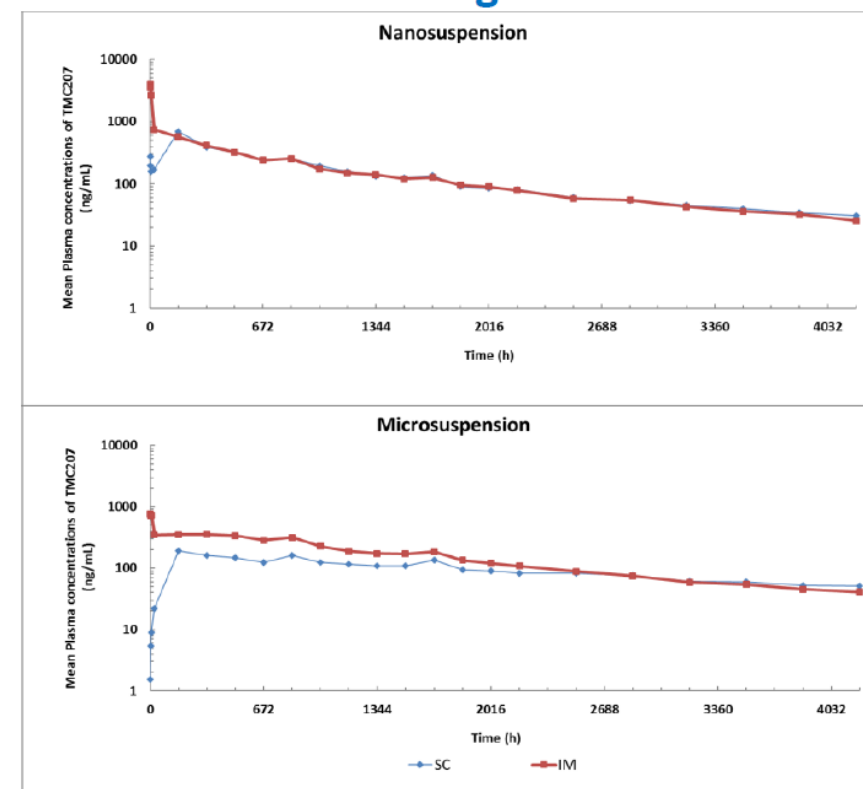 Nanosuspension
Mean Plasma concentrations of TMC207
(ng/mL)
10000
1000
100
10
1
0 672 1344 2016 2688 3360 4032
Time (h)
Microsuspension
Mean Plasma concentrations of TMC207
(ng/mL)
10000
1000
100
10
1
0 672 1344 2016 2688 3360 4032
Time (h)
SC IM